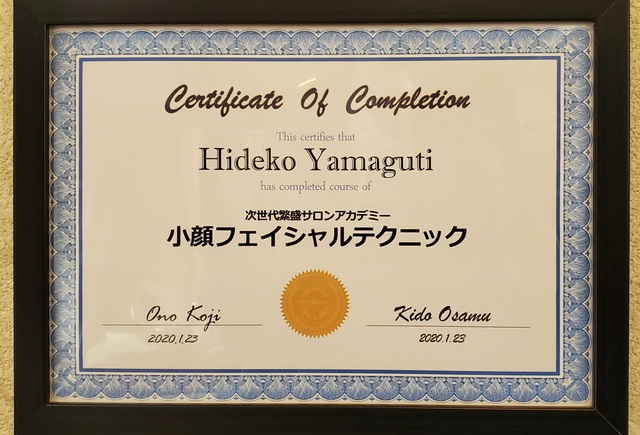 Certificate Of Completion
This certifies that
Hideko Yamaguti
has completed course of
次世代繁盛サロンアカデミー
小顔フェイシャルテクニック
Ono Koji
Kido Osamu
2020.1.23
2020.1.23